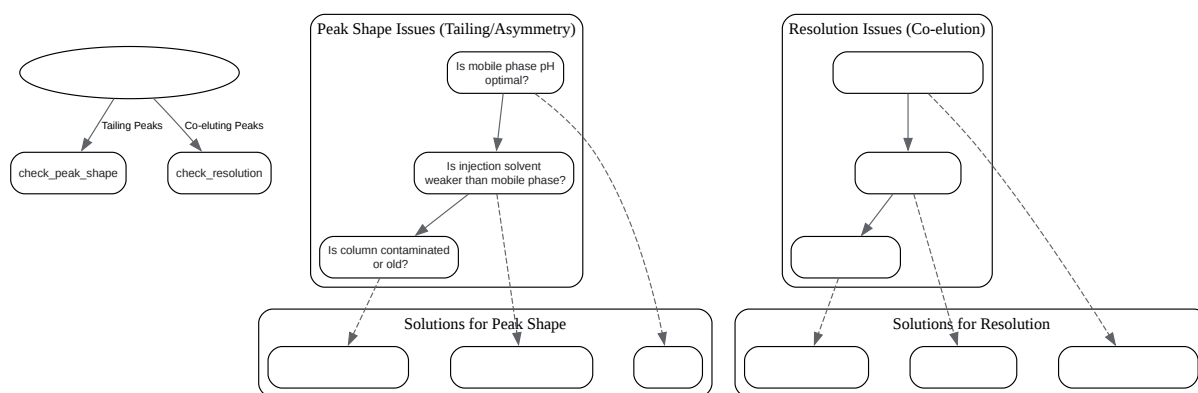 Peak Shape Issues (Tailing/Asymmetry)
Resolution Issues (Co-elution)
Is mobile phase pH
optimal?
Tailing Peaks
Co-eluting Peaks
check_peak_shape
check_resolution
Is injection solvent
weaker than mobile phase?
Is column contaminated
or old?
Solutions for Peak Shape
Solutions for Resolution